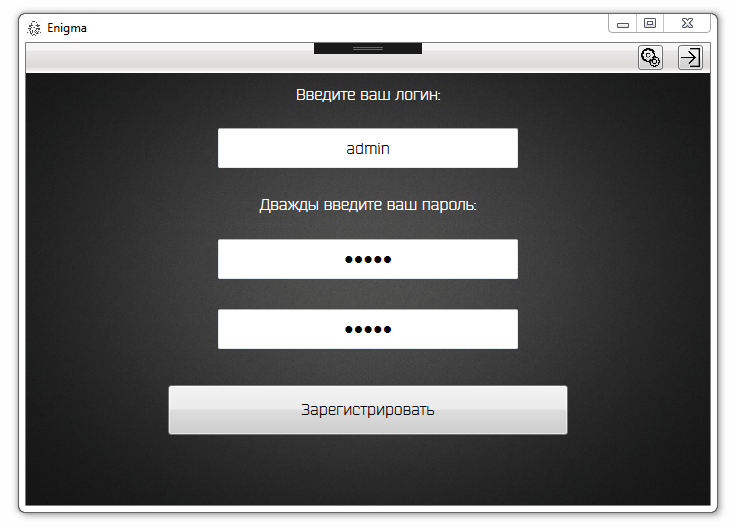 Enigma
Введите ваш логин:
admin
Дважды введите ваш пароль:
●●●●●
●●●●●
Зарегистрировать